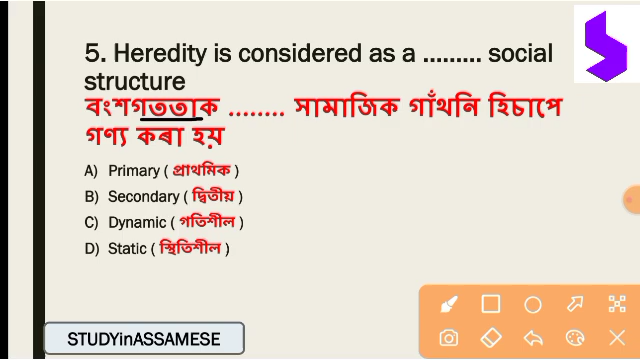 5. Heredity is considered as a ......... social
structure
বংশগততাক ........ সামাজিক গাঁথনি হিচাপে
গণ্য কৰা হয়
A) Primary ( প্ৰাথমিক )
B) Secondary ( দ্বিতীয় )
C) Dynamic ( গতিশীল )
D) Static ( স্থিতিশীল )
STUDYinASSAMESE